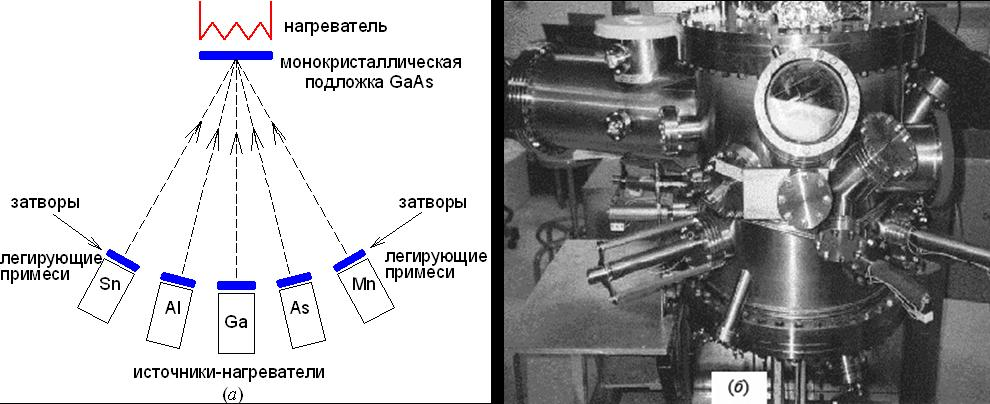 нагреватель
монокристаллическая
подложка GaAs
затворы
затворы
легирующие
примеси
легирующие
примеси
Sn
Al
Ga
As
Mn
источники-нагреватели
(а)
(б)